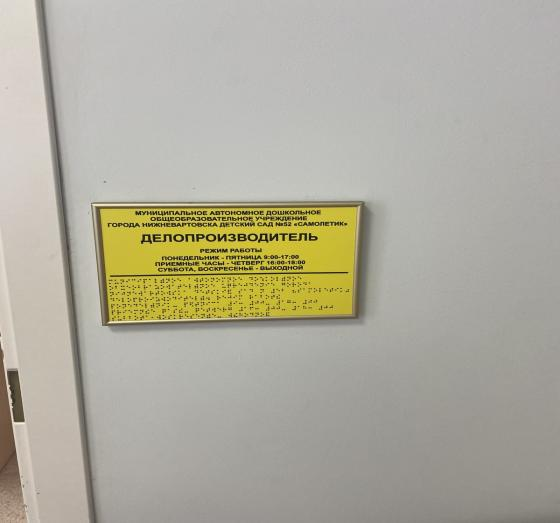 МУНИЦИПАЛЬНОЕ АВТОНОМНОЕ ДОШКОЛЬНОЕ
ОБЩЕОБРАЗОВАТЕЛЬНОЕ УЧРЕЖДЕНИЕ
ГОРОДА НИЖНЕВАРТОВСКА ДЕТСКИЙ САД №52 «САМОЛЕТИК»
ДЕЛОПРОИЗВОДИТЕЛЬ
РЕЖИМ РАБОТЫ
ПОНЕДЕЛЬНИК - ПЯТНИЦА 9:00-17:00
ПРИЕМНЫЕ ЧАСЫ - ЧЕТВЕРГ 16:00-18:00
СУББОТА, ВОСКРЕСЕНЬЕ - ВЫХОДНОЙ